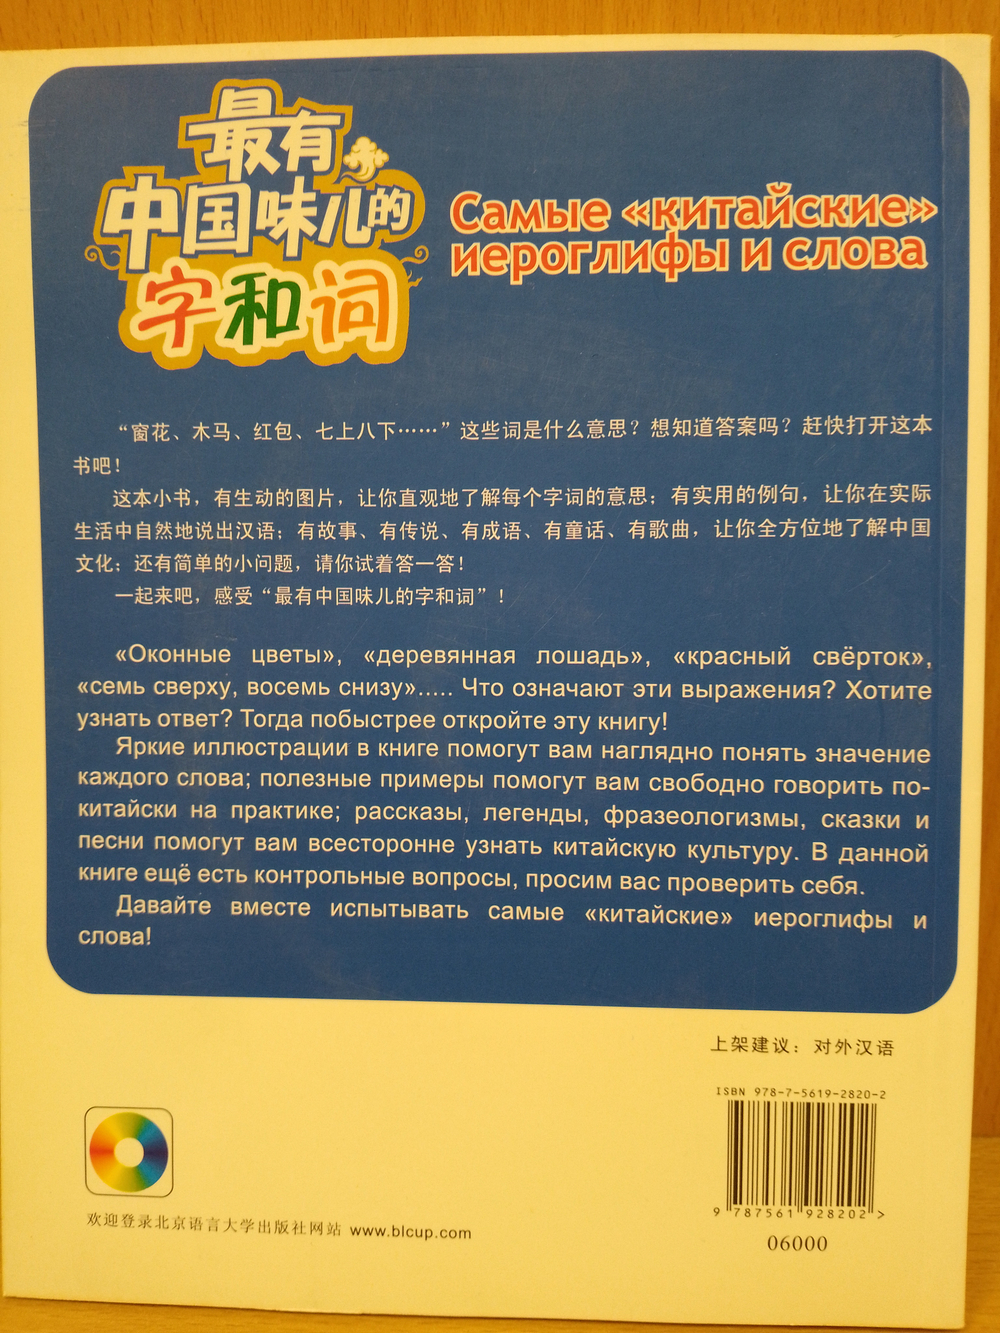 最有
中国味儿的
字和词
Самые «китайские»
иероглифы и слова
“窗花、木马、红包、七上八下……”这些词是什么意思？想知道答案吗？赶快打开这本
书吧！
这本小书，有生动的图片，让你直观地了解每个字词的意思；有实用的例句，让你在实际
生活中自然地说出汉语；有故事、有传说、有成语、有童话、有歌曲，让你全方位地了解中国
文化；还有简单的小问题，请你试着答一答！
一起来吧，感受“最有中国味儿的字和词”！
«Оконные цветы», «деревянная лошадь», «красный свёрток»,
«семь сверху, восемь снизу»..... Что означают эти выражения? Хотите
узнать ответ? Тогда побыстрее откройте эту книгу!
Яркие иллюстрации в книге помогут вам наглядно понять значение
каждого слова; полезные примеры помогут вам свободно говорить по-
китайски на практике; рассказы, легенды, фразеологизмы, сказки и
песни помогут вам всесторонне узнать китайскую культуру. В данной
книге ещё есть контрольные вопросы, просим вас проверить себя.
Давайте вместе испытывать самые «китайские» иероглифы и
слова!
上架建议：对外汉语
ISBN 978-7-5619-2820-2
9 787561 928202 >
06000
欢迎登录北京语言大学出版社网站 www.blcup.com